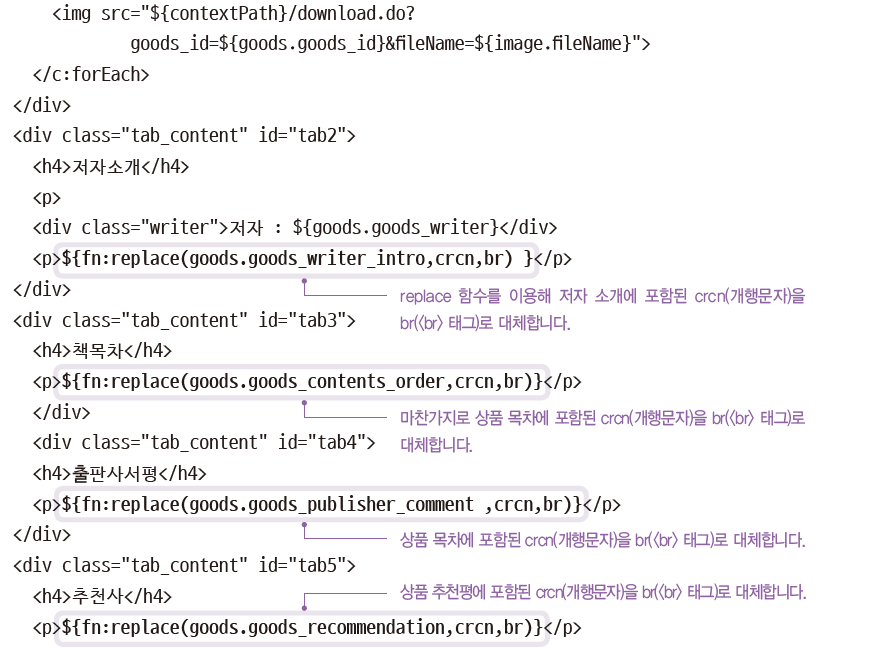 <img src="${contextPath}/download.do?
goods_id=${goods.goods_id}&fileName=${image.fileName}">
</c:forEach>
</div>
<div class="tab_content" id="tab2">
<h4>저자소개</h4>
<p>
<div class="writer">저자 : ${goods.goods_writer}</div>
<p>${fn:replace(goods.goods_writer_intro,crcn,br) }</p>
</div>
replace 함수를 이용해 저자 소개에 포함된 crcn(개행문자)을
br(<br> 태그)로 대체합니다.
<div class="tab_content" id="tab3">
<h4>책목차</h4>
<p>${fn:replace(goods.goods_contents_order,crcn,br)}</p>
</div>
마찬가지로 상품 목차에 포함된 crcn(개행문자)을 br(<br> 태그)로
대체합니다.
<div class="tab_content" id="tab4">
<h4>출판사서평</h4>
<p>${fn:replace(goods.goods_publisher_comment ,crcn,br)}</p>
</div>
상품 목차에 포함된 crcn(개행문자)을 br(<br> 태그)로 대체합니다.
<div class="tab_content" id="tab5">
<h4>추천사</h4>
상품 추천평에 포함된 crcn(개행문자)을 br(<br> 태그)로 대체합니다.
<p>${fn:replace(goods.goods_recommendation,crcn,br)}</p>